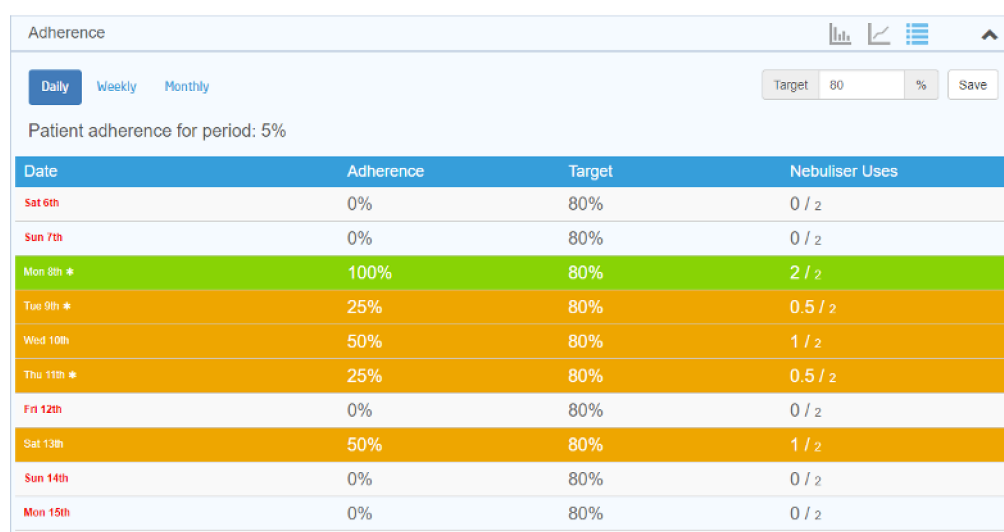 Adherence
Daily Weekly Monthly Target 80 % Save
Patient adherence for period: 5%
Date Adherence Target Nebuliser Uses
Sat 6th 0% 80% 0 / 2
Sun 7th 0% 80% 0 / 2
Mon 8th * 100% 80% 2 / 2
Tue 9th * 25% 80% 0.5 / 2
Wed 10th 50% 80% 1 / 2
Thu 11th * 25% 80% 0.5 / 2
Fri 12th 0% 80% 0 / 2
Sat 13th 50% 80% 1 / 2
Sun 14th 0% 80% 0 / 2
Mon 15th 0% 80% 0 / 2